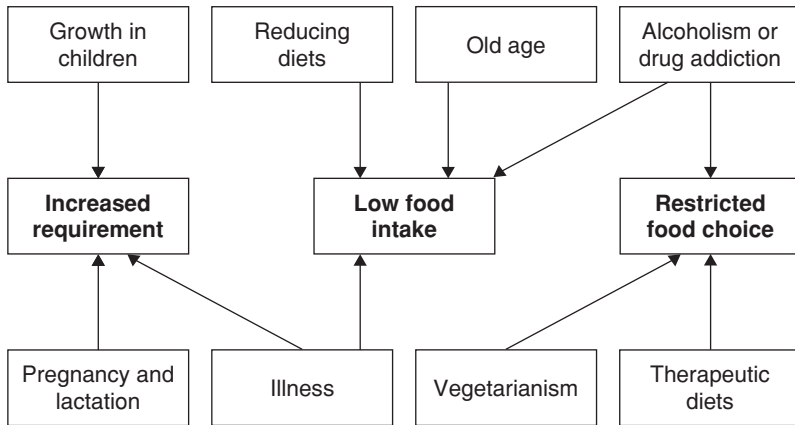 Growth in
children
Reducing
diets
Old age
Alcoholism or
drug addiction
Increased
requirement
Low food
intake
Restricted
food choice
Pregnancy and
lactation
Illness
Vegetarianism
Therapeutic
diets